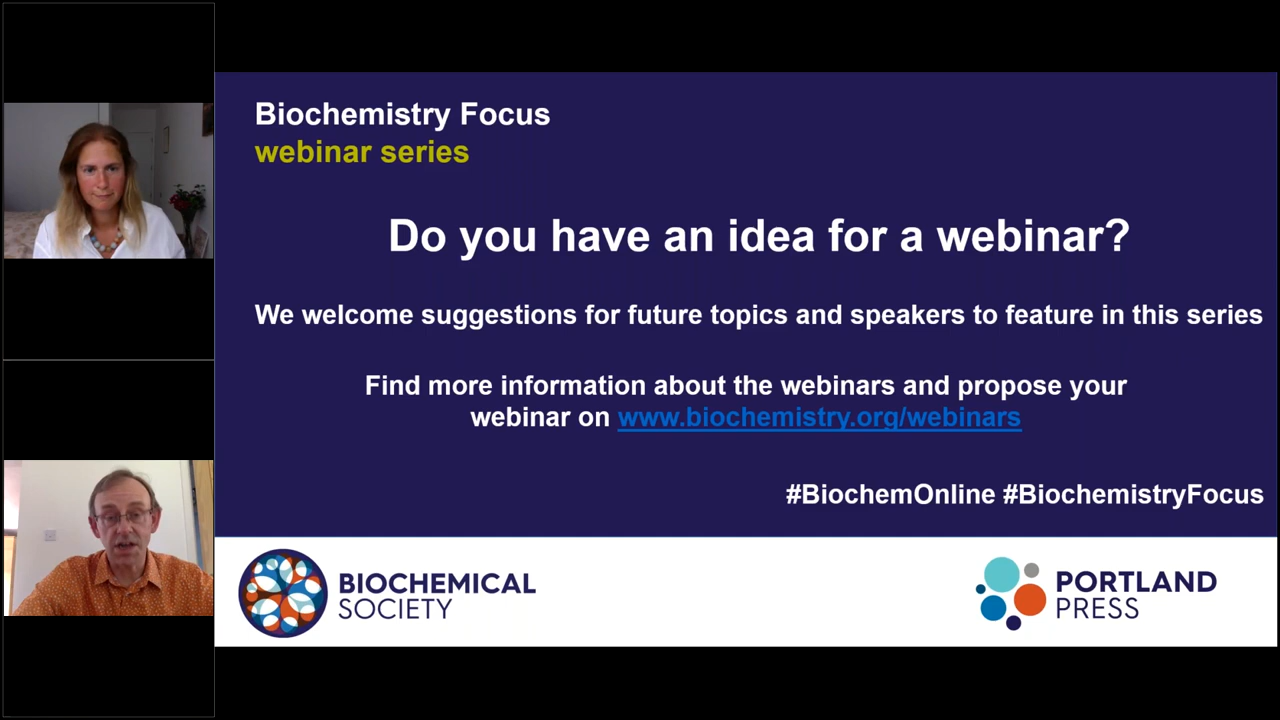 Biochemistry Focus
webinar series
Do you have an idea for a webinar?
We welcome suggestions for future topics and speakers to feature in this series
Find more information about the webinars and propose your
webinar on www.biochemistry.org/webinars
#BiochemOnline #BiochemistryFocus
BIOCHEMICAL
SOCIETY
PORTLAND
PRESS